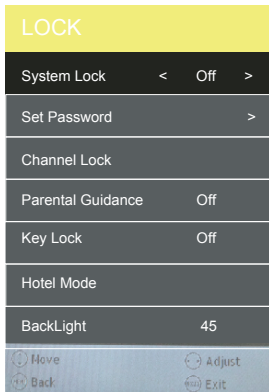 LOCK
System Lock < Off >
Set Password >
Channel Lock
Parental Guidance Off
Key Lock Off
Hotel Mode
BackLight 45
Move Adjust
Back Exit